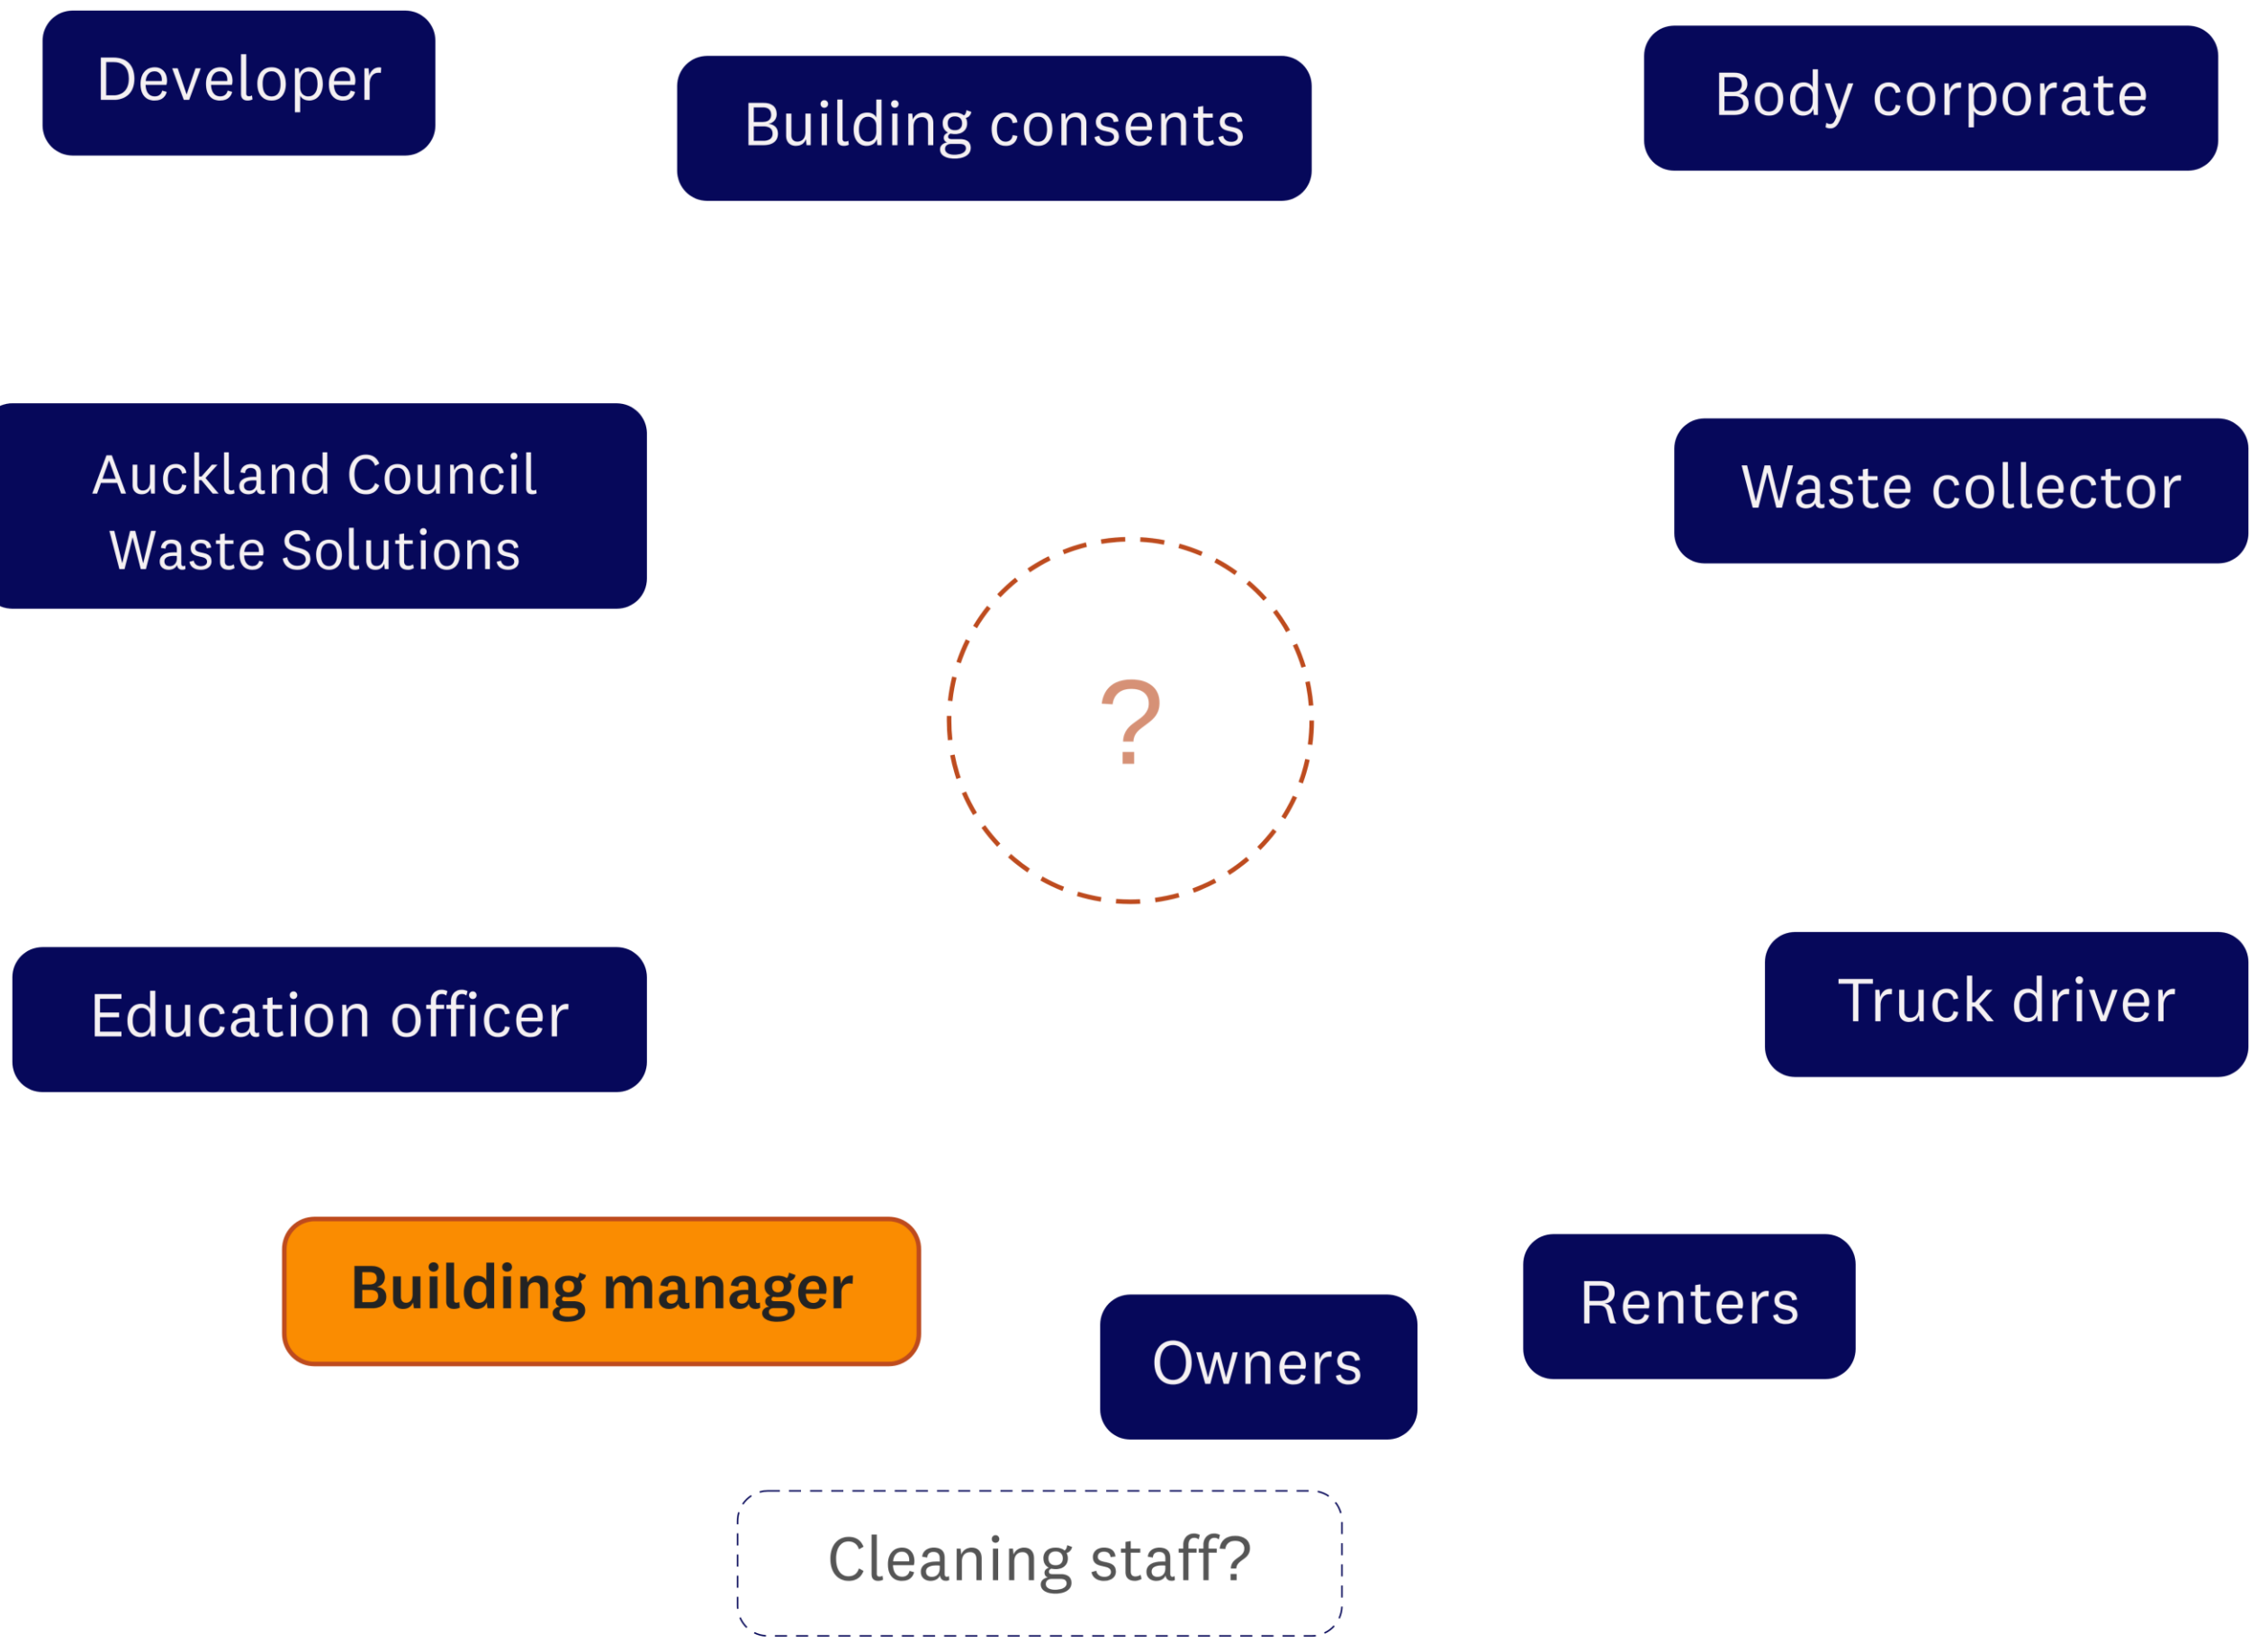 Developer
Building consents
Body corporate
Auckland Council
Waste Solutions
Waste collector
?
Education officer
Truck driver
Building manager
Owners
Renters
Cleaning staff?